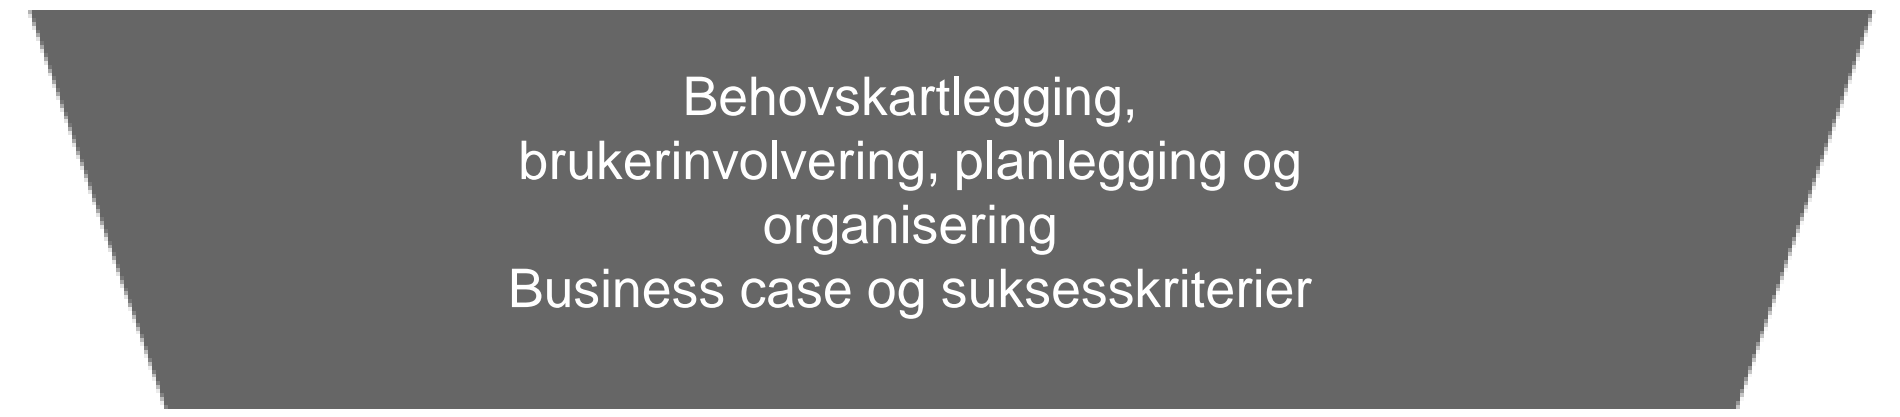 Behovskartlegging,
brukerinvolvering, planlegging og
organisering
Business case og suksesskriterier